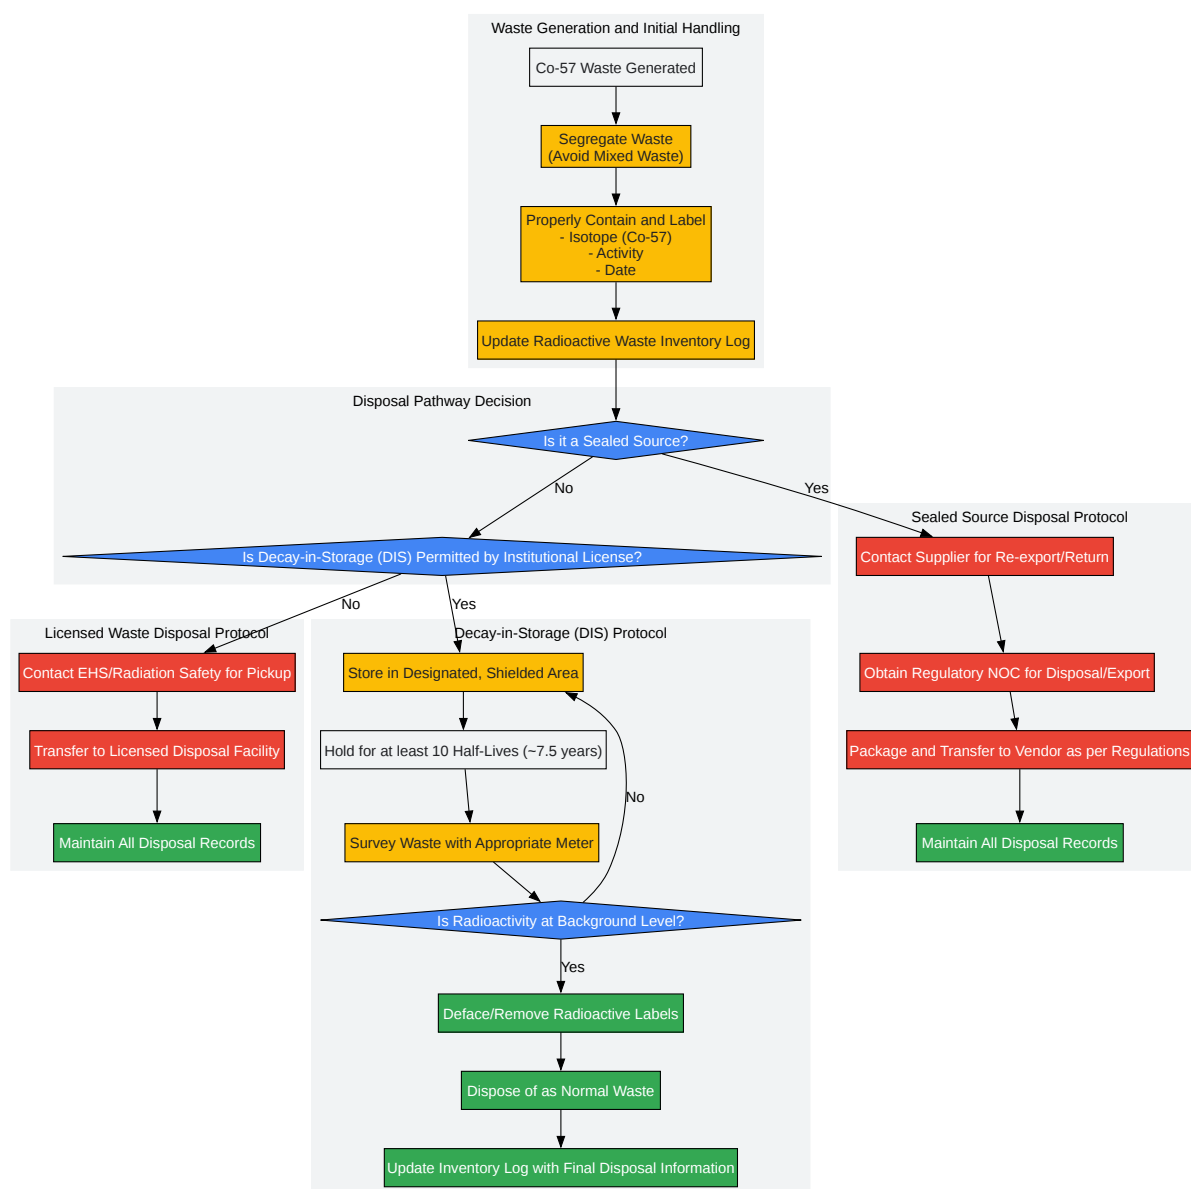 Waste Generation and Initial Handling
Co-57 Waste Generated
Segregate Waste
(Avoid Mixed Waste)
Properly Contain and Label
- Isotope (Co-57)
- Activity
- Date
Update Radioactive Waste Inventory Log
Disposal Pathway Decision
Is it a Sealed Source?
No
Yes
Is Decay-in-Storage (DIS) Permitted by Institutional License?
No
Yes
Licensed Waste Disposal Protocol
Contact EHS/Radiation Safety for Pickup
Transfer to Licensed Disposal Facility
Maintain All Disposal Records
Decay-in-Storage (DIS) Protocol
Store in Designated, Shielded Area
Hold for at least 10 Half-Lives (~7.5 years)
No
Survey Waste with Appropriate Meter
Is Radioactivity at Background Level?
Yes
Deface/Remove Radioactive Labels
Dispose of as Normal Waste
Update Inventory Log with Final Disposal Information
Sealed Source Disposal Protocol
Contact Supplier for Re-export/Return
Obtain Regulatory NOC for Disposal/Export
Package and Transfer to Vendor as per Regulations
Maintain All Disposal Records